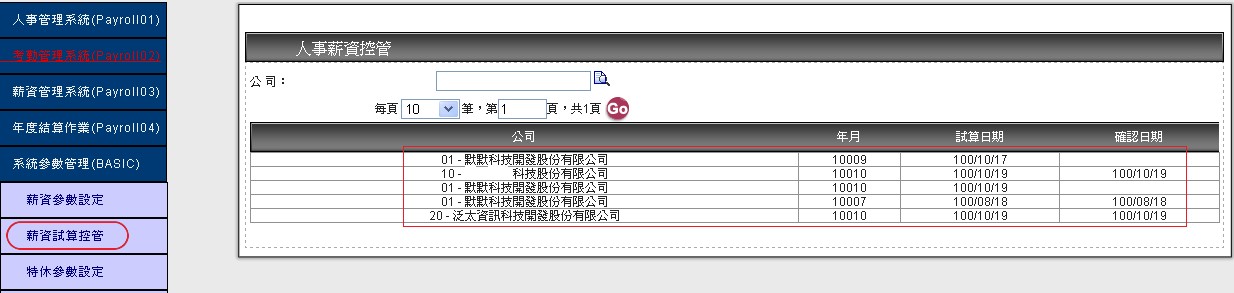 人事管理系統(Payroll01)
考勤管理系統(Payroll02)
薪資管理系統(Payroll03)
年度結算作業(Payroll04)
系統參數管理(BASIC)
薪資參數設定
薪資試算控管
特休參數設定
人事薪資控管
公司：
每頁 10 筆，第 1 頁，共1頁 Go
公司 年月 試算日期 確認日期
01 - 默默科技開發股份有限公司 10009 100/10/17
10 - 科技股份有限公司 10010 100/10/19 100/10/19
01 - 默默科技開發股份有限公司 10010 100/10/19
01 - 默默科技開發股份有限公司 10007 100/08/18 100/08/18
20 - 泛太資訊科技開發股份有限公司 10010 100/10/19 100/10/19